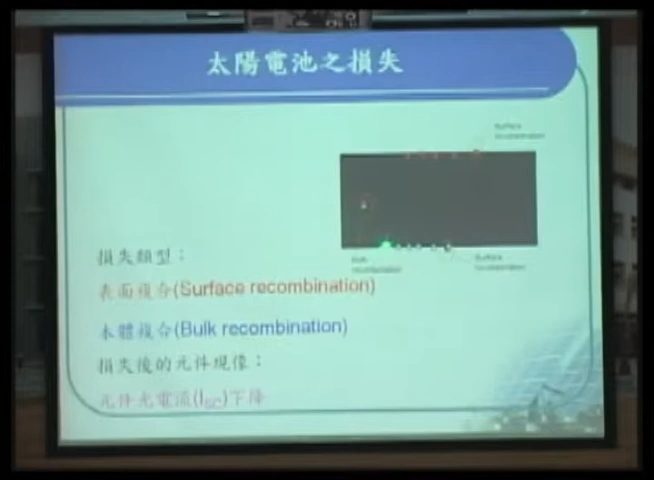 太陽電池之損失
Surface
recombination
損失類型：
Bulk
recombination
Surface
recombination
表面復合(Surface recombination)
本體複合(Bulk recombination)
損失後的元件現像：
元件光電流(Isc)下降